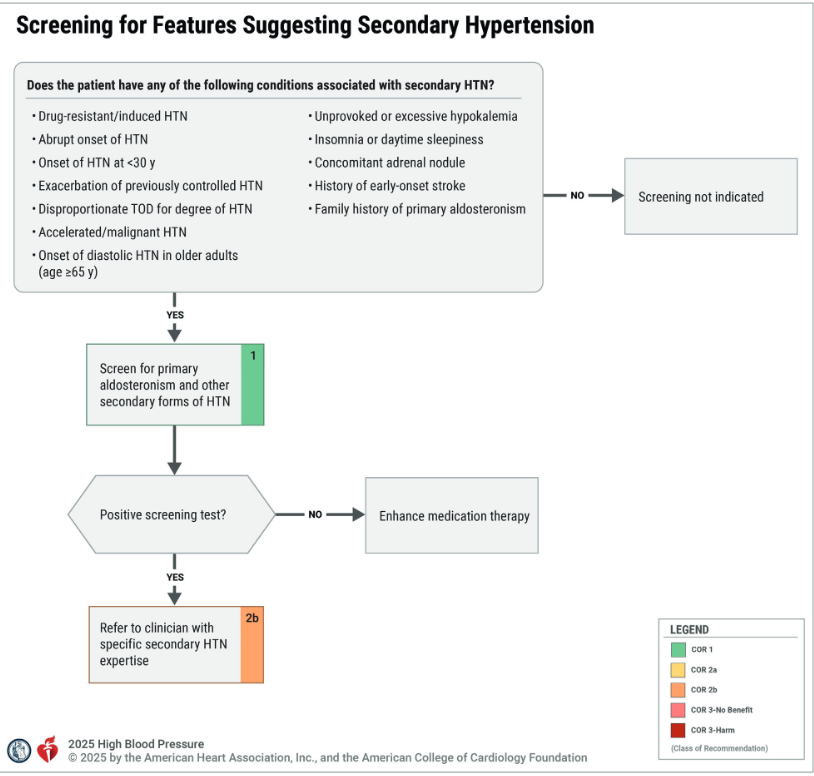 Screening for Features Suggesting Secondary Hypertension
Does the patient have any of the following conditions associated with secondary HTN?
• Drug-resistant/induced HTN
• Abrupt onset of HTN
• Onset of HTN at <30 y
• Exacerbation of previously controlled HTN
• Disproportionate TOD for degree of HTN
• Accelerated/malignant HTN
• Onset of diastolic HTN in older adults
(age ≥65 y)
• Unprovoked or excessive hypokalemia
• Insomnia or daytime sleepiness
• Concomitant adrenal nodule
• History of early-onset stroke
• Family history of primary aldosteronism
NO
Screening not indicated
YES
1
Screen for primary
aldosteronism and other
secondary forms of HTN
Positive screening test?
NO
Enhance medication therapy
YES
2b
Refer to clinician with
specific secondary HTN
expertise
LEGEND
COR 1
COR 2a
COR 2b
COR 3-No Benefit
COR 3-Harm
(Class of Recommendation)
2025 High Blood Pressure
© 2025 by the American Heart Association, Inc., and the American College of Cardiology Foundation